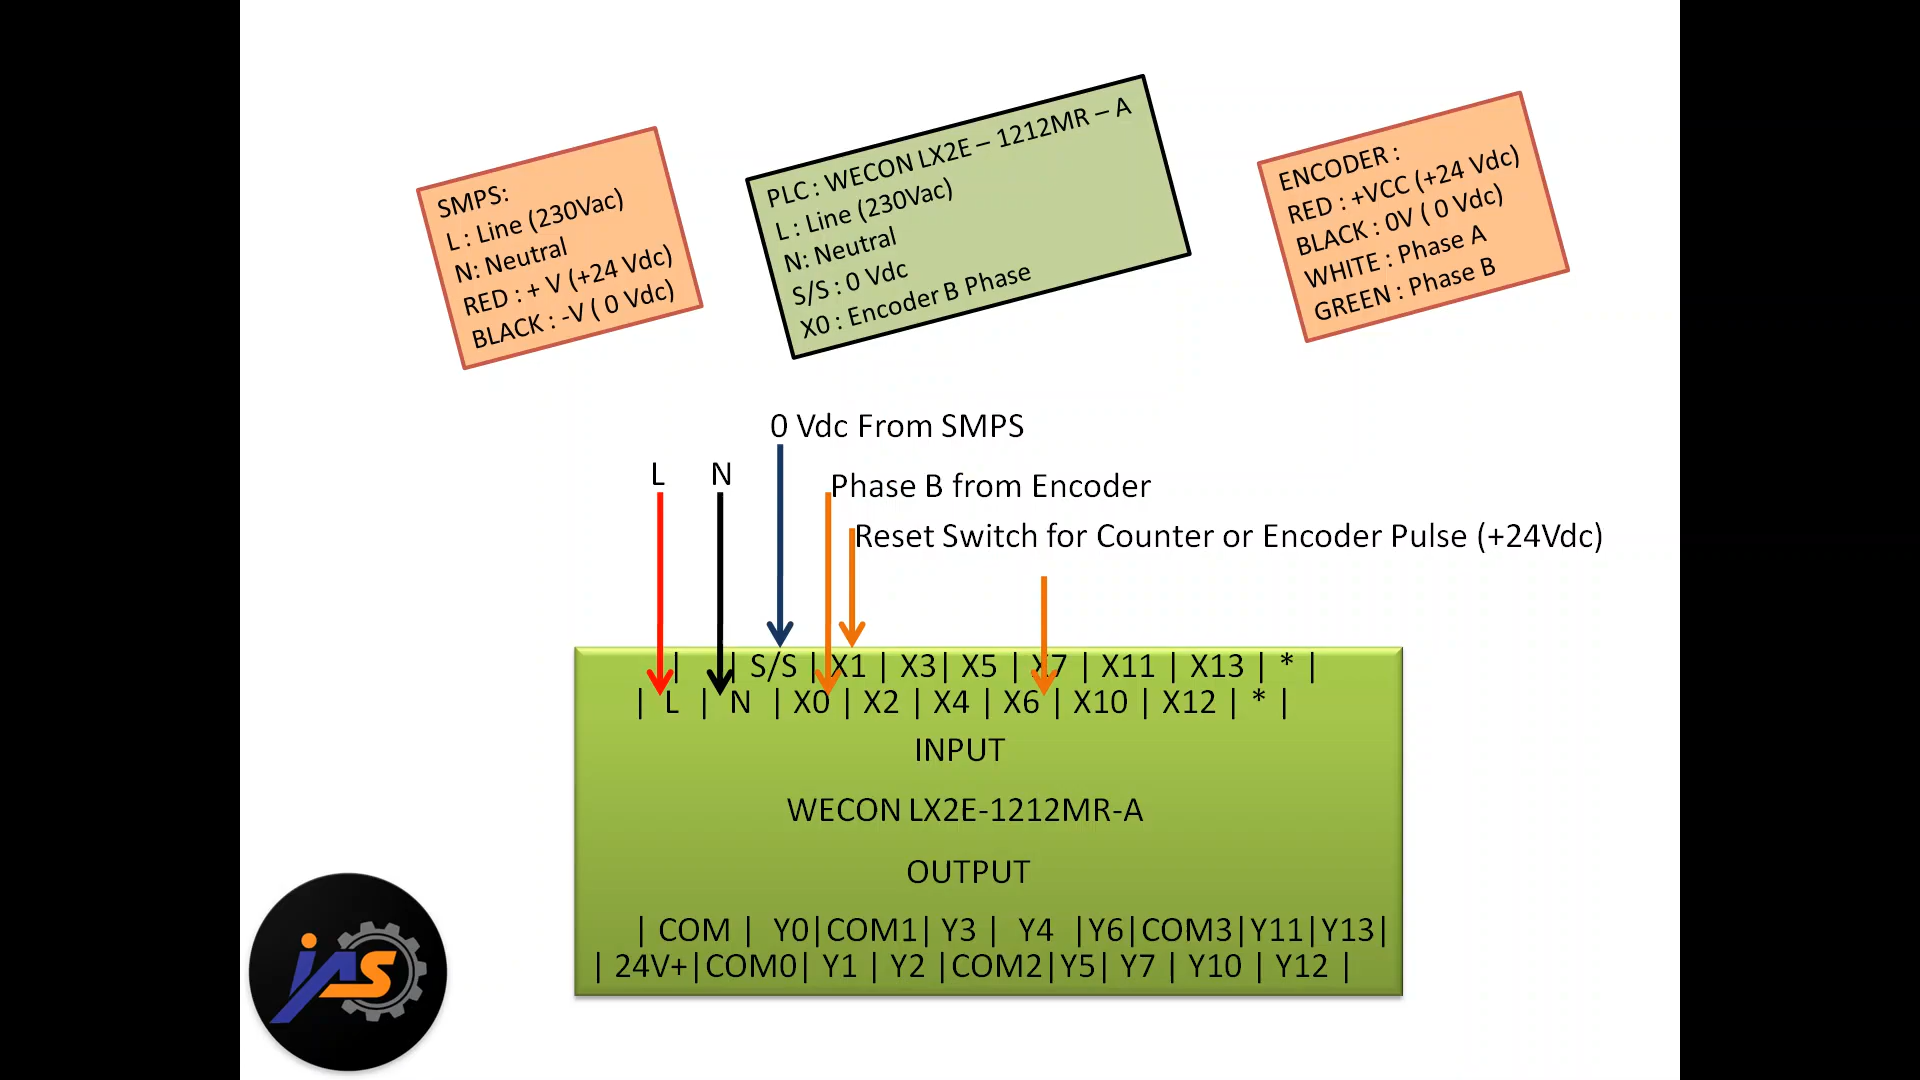 SMPS:
L : Line (230Vac)
N: Neutral
RED : + V (+24 Vdc)
BLACK : -V ( 0 Vdc)
PLC : WECON LX2E – 1212MR – A
L : Line (230Vac)
N: Neutral
S/S : 0 Vdc
X0 : Encoder B Phase
ENCODER :
RED : +VCC (+24 Vdc)
BLACK : 0V ( 0 Vdc)
WHITE : Phase A
GREEN : Phase B
0 Vdc From SMPS
L N
Phase B from Encoder
Reset Switch for Counter or Encoder Pulse (+24Vdc)
| | S/S | X1 | X3| X5 | X7 | X11 | X13 | * |
| L | N | X0 | X2 | X4 | X6 | X10 | X12 | * |
INPUT
WECON LX2E-1212MR-A
OUTPUT
| COM | Y0|COM1| Y3 | Y4 |Y6|COM3|Y11|Y13|
| 24V+|COM0| Y1 | Y2 |COM2|Y5| Y7 | Y10 | Y12 |
jas